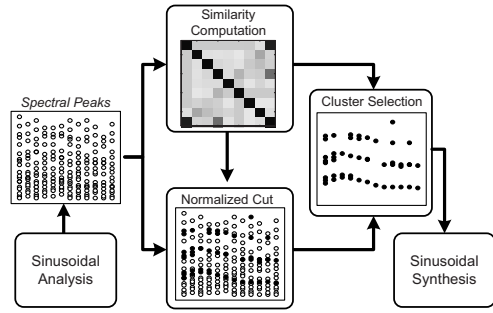 Similarity
Computation
Spectral Peaks
Cluster Selection
Normalized Cut
Sinusoidal
Analysis
Sinusoidal
Synthesis